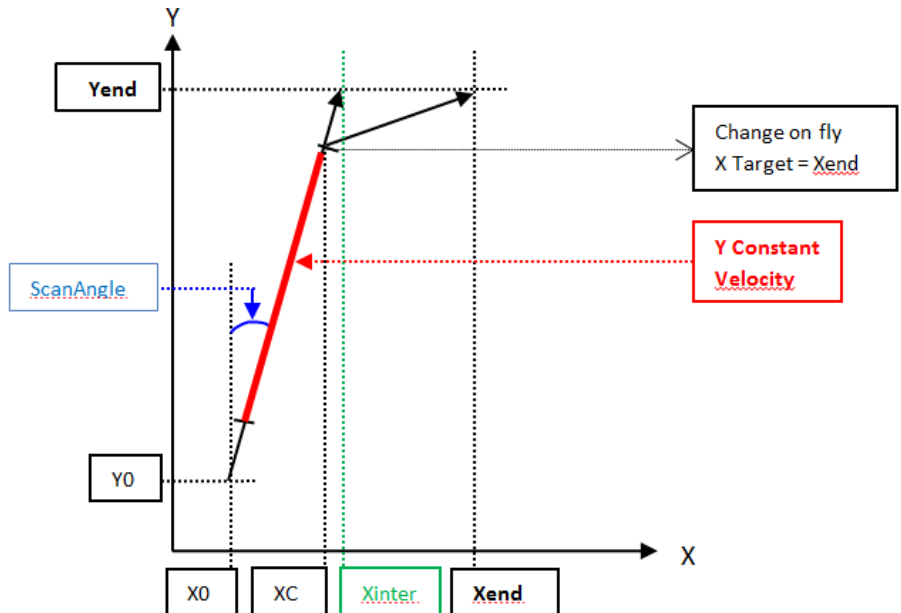 Y
Yend
Change on fly
X Target = Xend
Y Constant
Velocity
ScanAngle
Y0
X
X0
XC
Xinter
Xend